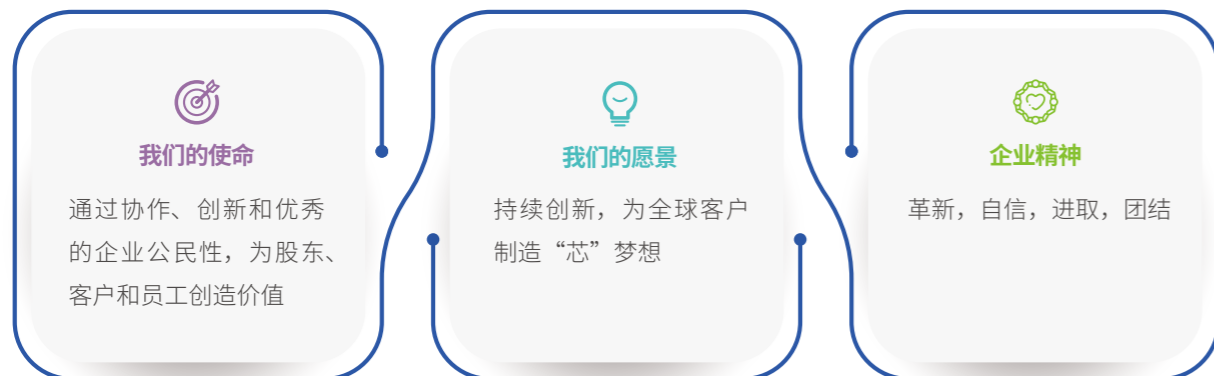 我们的使命
通过协作、创新和优秀
的企业公民性，为股东、
客户和员工创造价值
我们的愿景
持续创新，为全球客户
制造“芯”梦想
企业精神
革新，自信，进取，团结